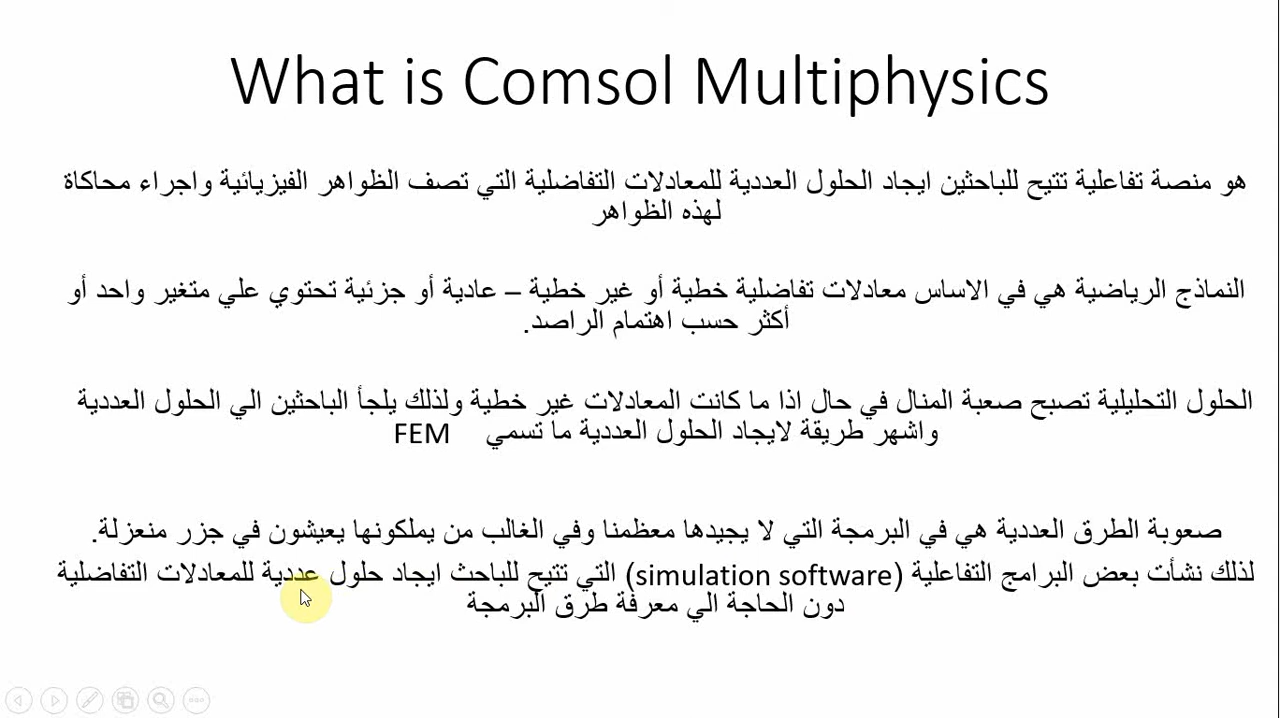 What is Comsol Multiphysics
هو منصة تفاعلية تتيح للباحثين ايجاد الحلول العددية للمعادلات التفاضلية التي تصف الظواهر الفيزيائية واجراء محاكاة
لهذه الظواهر
النماذج الرياضية هي في الاساس معادلات تفاضلية خطية أو غير خطية – عادية أو جزئية تحتوي علي متغير واحد أو
أكثر حسب اهتمام الراصد.
الحلول التحليلية تصبح صعبة المنال في حال اذا ما كانت المعادلات غير خطية ولذلك يلجأ الباحثين الي الحلول العددية
واشهر طريقة لايجاد الحلول العددية ما تسمي FEM
صعوبة الطرق العددية هي في البرمجة التي لا يجيدها معظمنا وفي الغالب من يملكونها يعيشون في جزر منعزلة.
لذلك نشأت بعض البرامج التفاعلية (simulation software) التي تتيح للباحث ايجاد حلول عددية للمعادلات التفاضلية
دون الحاجة الي معرفة طرق البرمجة